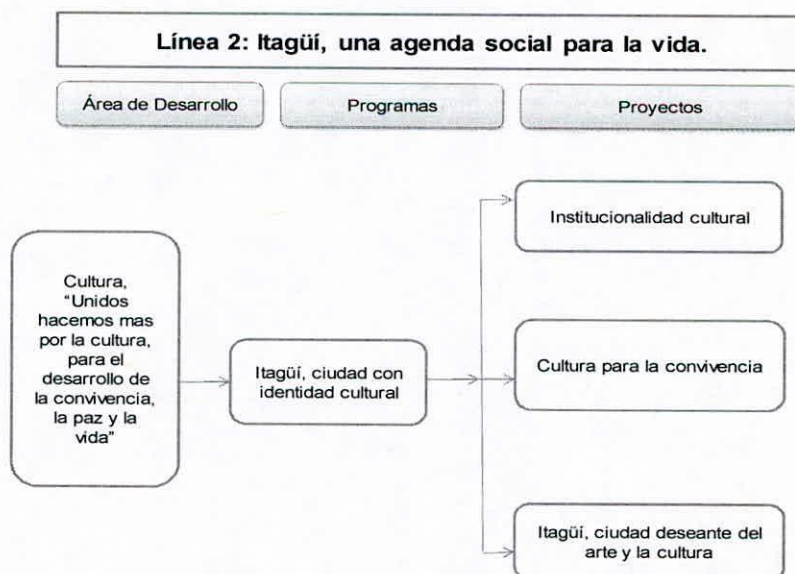 Línea 2: Itagüí, una agenda social para la vida.
Área de Desarrollo
Programas
Proyectos
Cultura,
“Unidos
hacemos mas
por la cultura,
para el
desarrollo de
la convivencia,
la paz y la
vida”
Itagüí, ciudad con
identidad cultural
Institucionalidad cultural
Cultura para la convivencia
Itagüí, ciudad deseante del
arte y la cultura